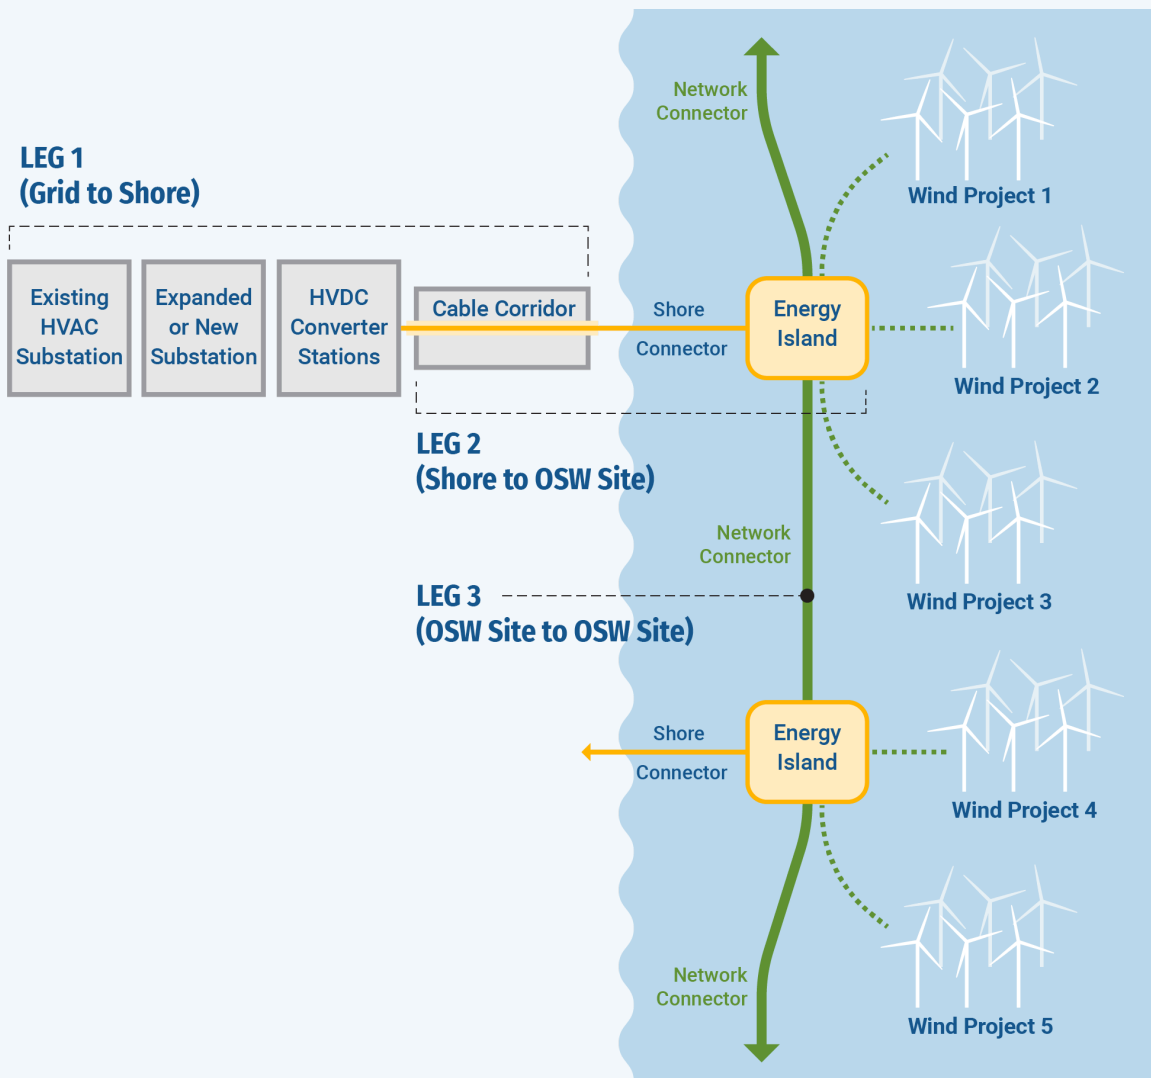 Network
Connector
Wind Project 1
LEG 1
(Grid to Shore)
Existing
HVAC
Substation
Expanded
or New
Substation
HVDC
Converter
Stations
Cable Corridor
Shore
Connector
Energy
Island
Wind Project 2
LEG 2
(Shore to OSW Site)
Network
Connector
Wind Project 3
LEG 3
(OSW Site to OSW Site)
Shore
Connector
Energy
Island
Wind Project 4
Network
Connector
Wind Project 5